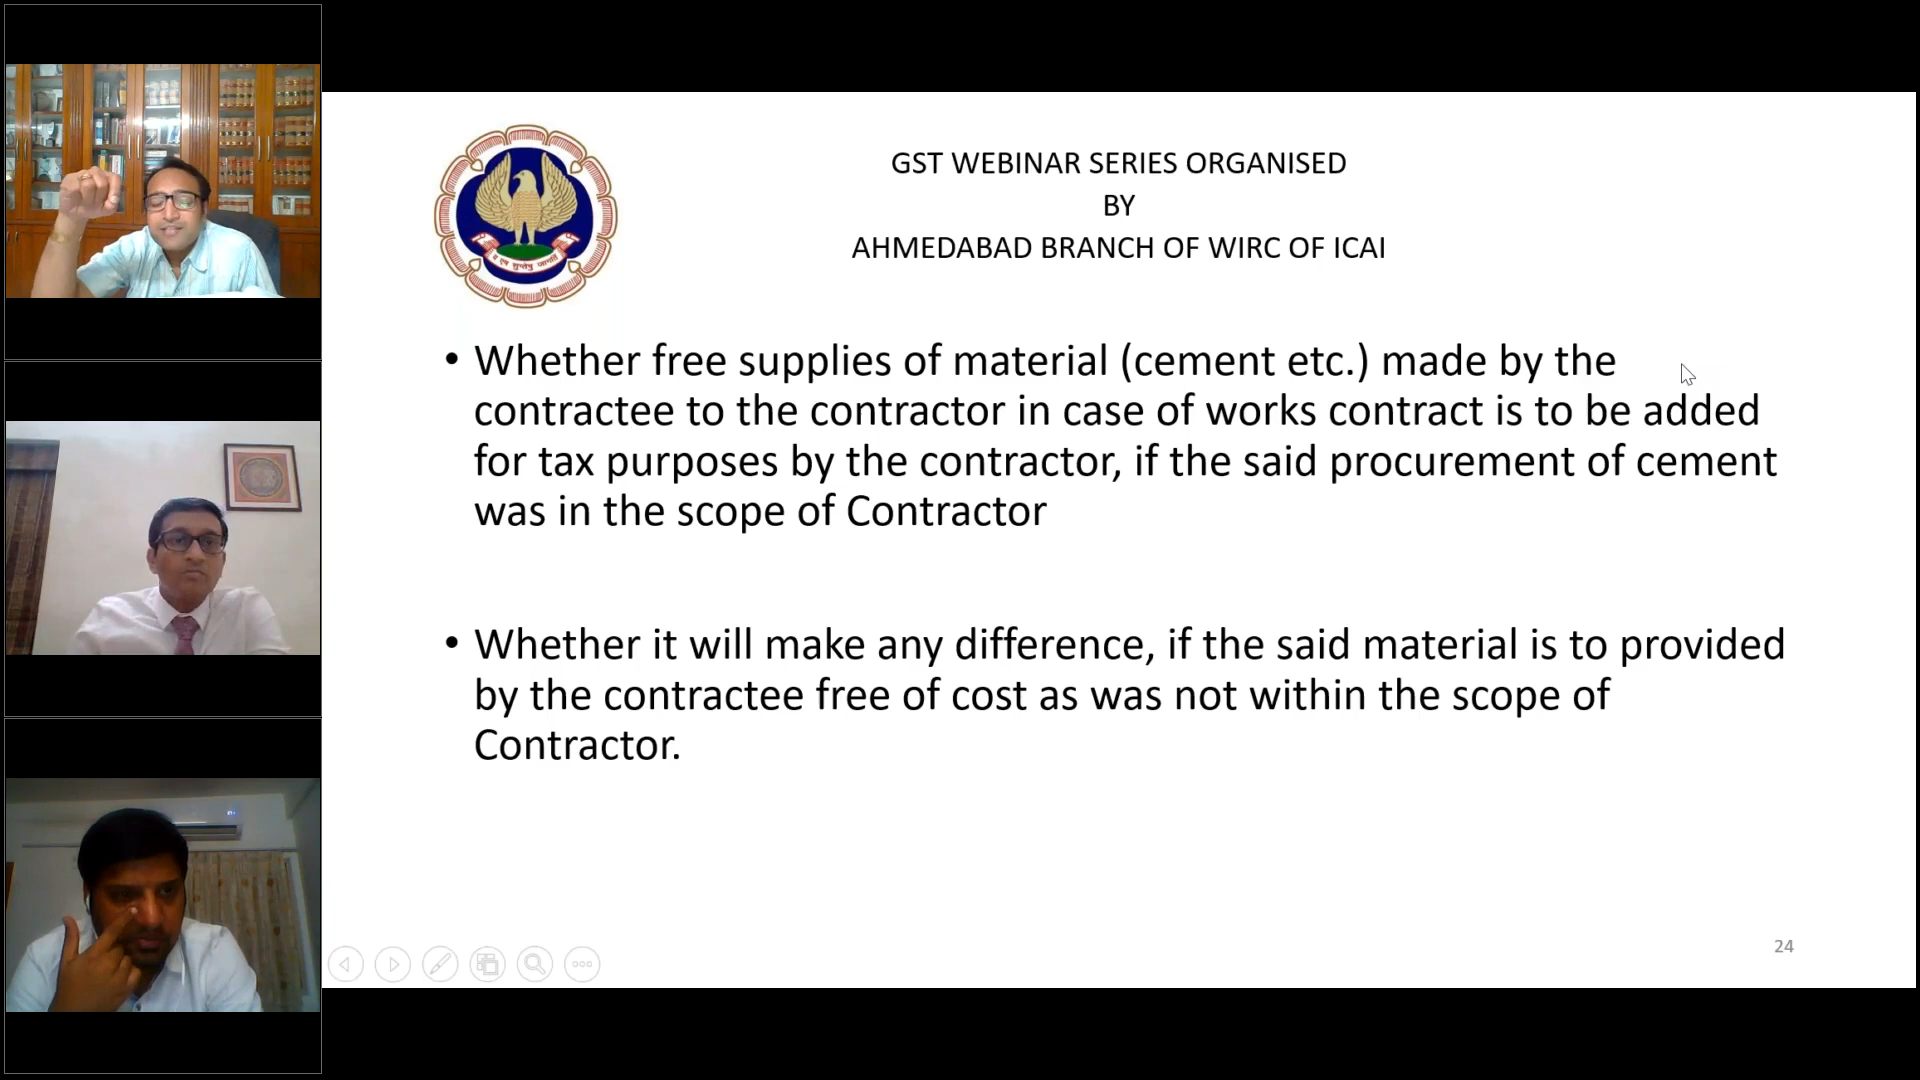 GST WEBINAR SERIES ORGANISED
BY
AHMEDABAD BRANCH OF WIRC OF ICAI
य एष सुप्तेषु जागर्ति
• Whether free supplies of material (cement etc.) made by the
contractee to the contractor in case of works contract is to be added
for tax purposes by the contractor, if the said procurement of cement
was in the scope of Contractor
• Whether it will make any difference, if the said material is to provided
by the contractee free of cost as was not within the scope of
Contractor.
24